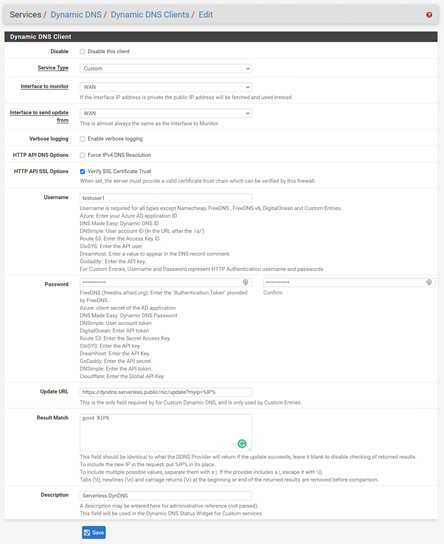 Services / Dynamic DNS / Dynamic DNS Clients / Edit
Dynamic DNS Client
Disable
Disable this client
Service Type
Custom
Interface to monitor
WAN
If the interface IP address is private the public IP address will be fetched and used instead.
Interface to send update from
WAN
This is almost always the same as the Interface to Monitor.
Verbose logging
Enable verbose logging
HTTP API DNS Options
Force IPv4 DNS Resolution
HTTP API SSL Options
Verify SSL Certificate Trust
When set, the server must provide a valid certificate trust chain which can be verified by this firewall.
Username
testuser1
Username is required for all types except Namecheap, FreeDNS, FreeDNS-v6, DigitalOcean and Custom Entries.
Azure: Enter your Azure AD application ID
DNS Made Easy: Dynamic DNS ID
DNSimple: User account ID (In the URL after the '/a/')
Route 53: Enter the Access Key ID.
GleSYS: Enter the API user.
Dreamhost: Enter a value to appear in the DNS record comment.
Godaddy:: Enter the API key.
For Custom Entries, Username and Password represent HTTP Authentication username and passwords.
Password
••••••••••••
••••••••••••
FreeDNS (freedns.afraid.org): Enter the "Authentication Token" provided
by FreeDNS.
Confirm
Azure: client secret of the AD application
DNS Made Easy: Dynamic DNS Password
DNSimple: User account token
DigitalOcean: Enter API token
Route 53: Enter the Secret Access Key.
GleSYS: Enter the API key.
Dreamhost: Enter the API Key.
GoDaddy: Enter the API secret.
DNSimple: Enter the API token.
Cloudflare: Enter the Global API Key.
Update URL
https://dyndns.serverless.public/nic/update?myip=%IP%
This is the only field required by for Custom Dynamic DNS, and is only used by Custom Entries.
Result Match
good %IP%
This field should be identical to what the DDNS Provider will return if the update succeeds, leave it blank to disable checking of returned results.
To include the new IP in the request, put %IP% in its place.
To include multiple possible values, separate them with a |. If the provider includes a |, escape it with \|)
Tabs (\t), newlines (\n) and carriage returns (\r) at the beginning or end of the returned results are removed before comparison.
Description
Serverless DynDNS
A description may be entered here for administrative reference (not parsed).
This field will be used in the Dynamic DNS Status Widget for Custom services.
Save